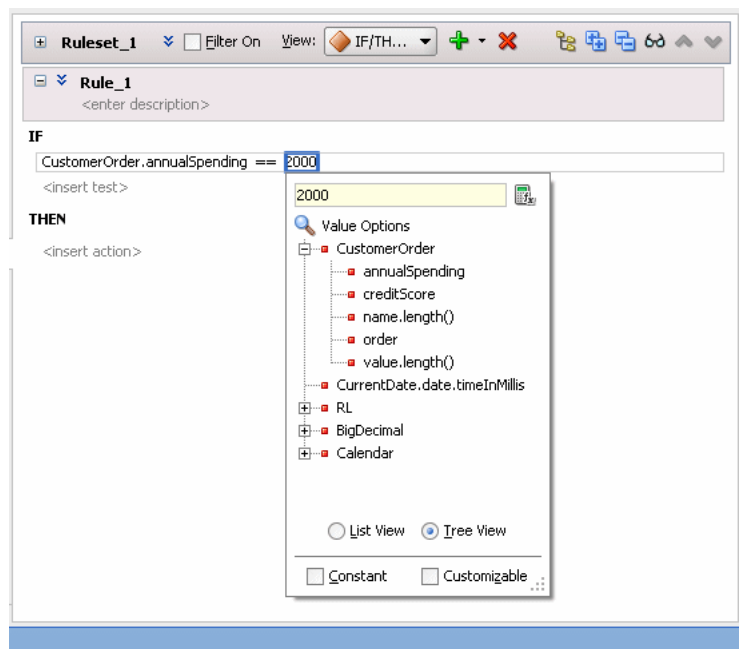 Ruleset_1 Filter On View: IF/TH...
Rule_1
<enter description>
IF
CustomerOrder.annualSpending == 2000
<insert test>
THEN
<insert action>
2000
Value Options
CustomerOrder
annualSpending
creditScore
name.length()
order
value.length()
CurrentDate.date.timeInMillis
RL
BigDecimal
Calendar
List View Tree View
Constant Customizable